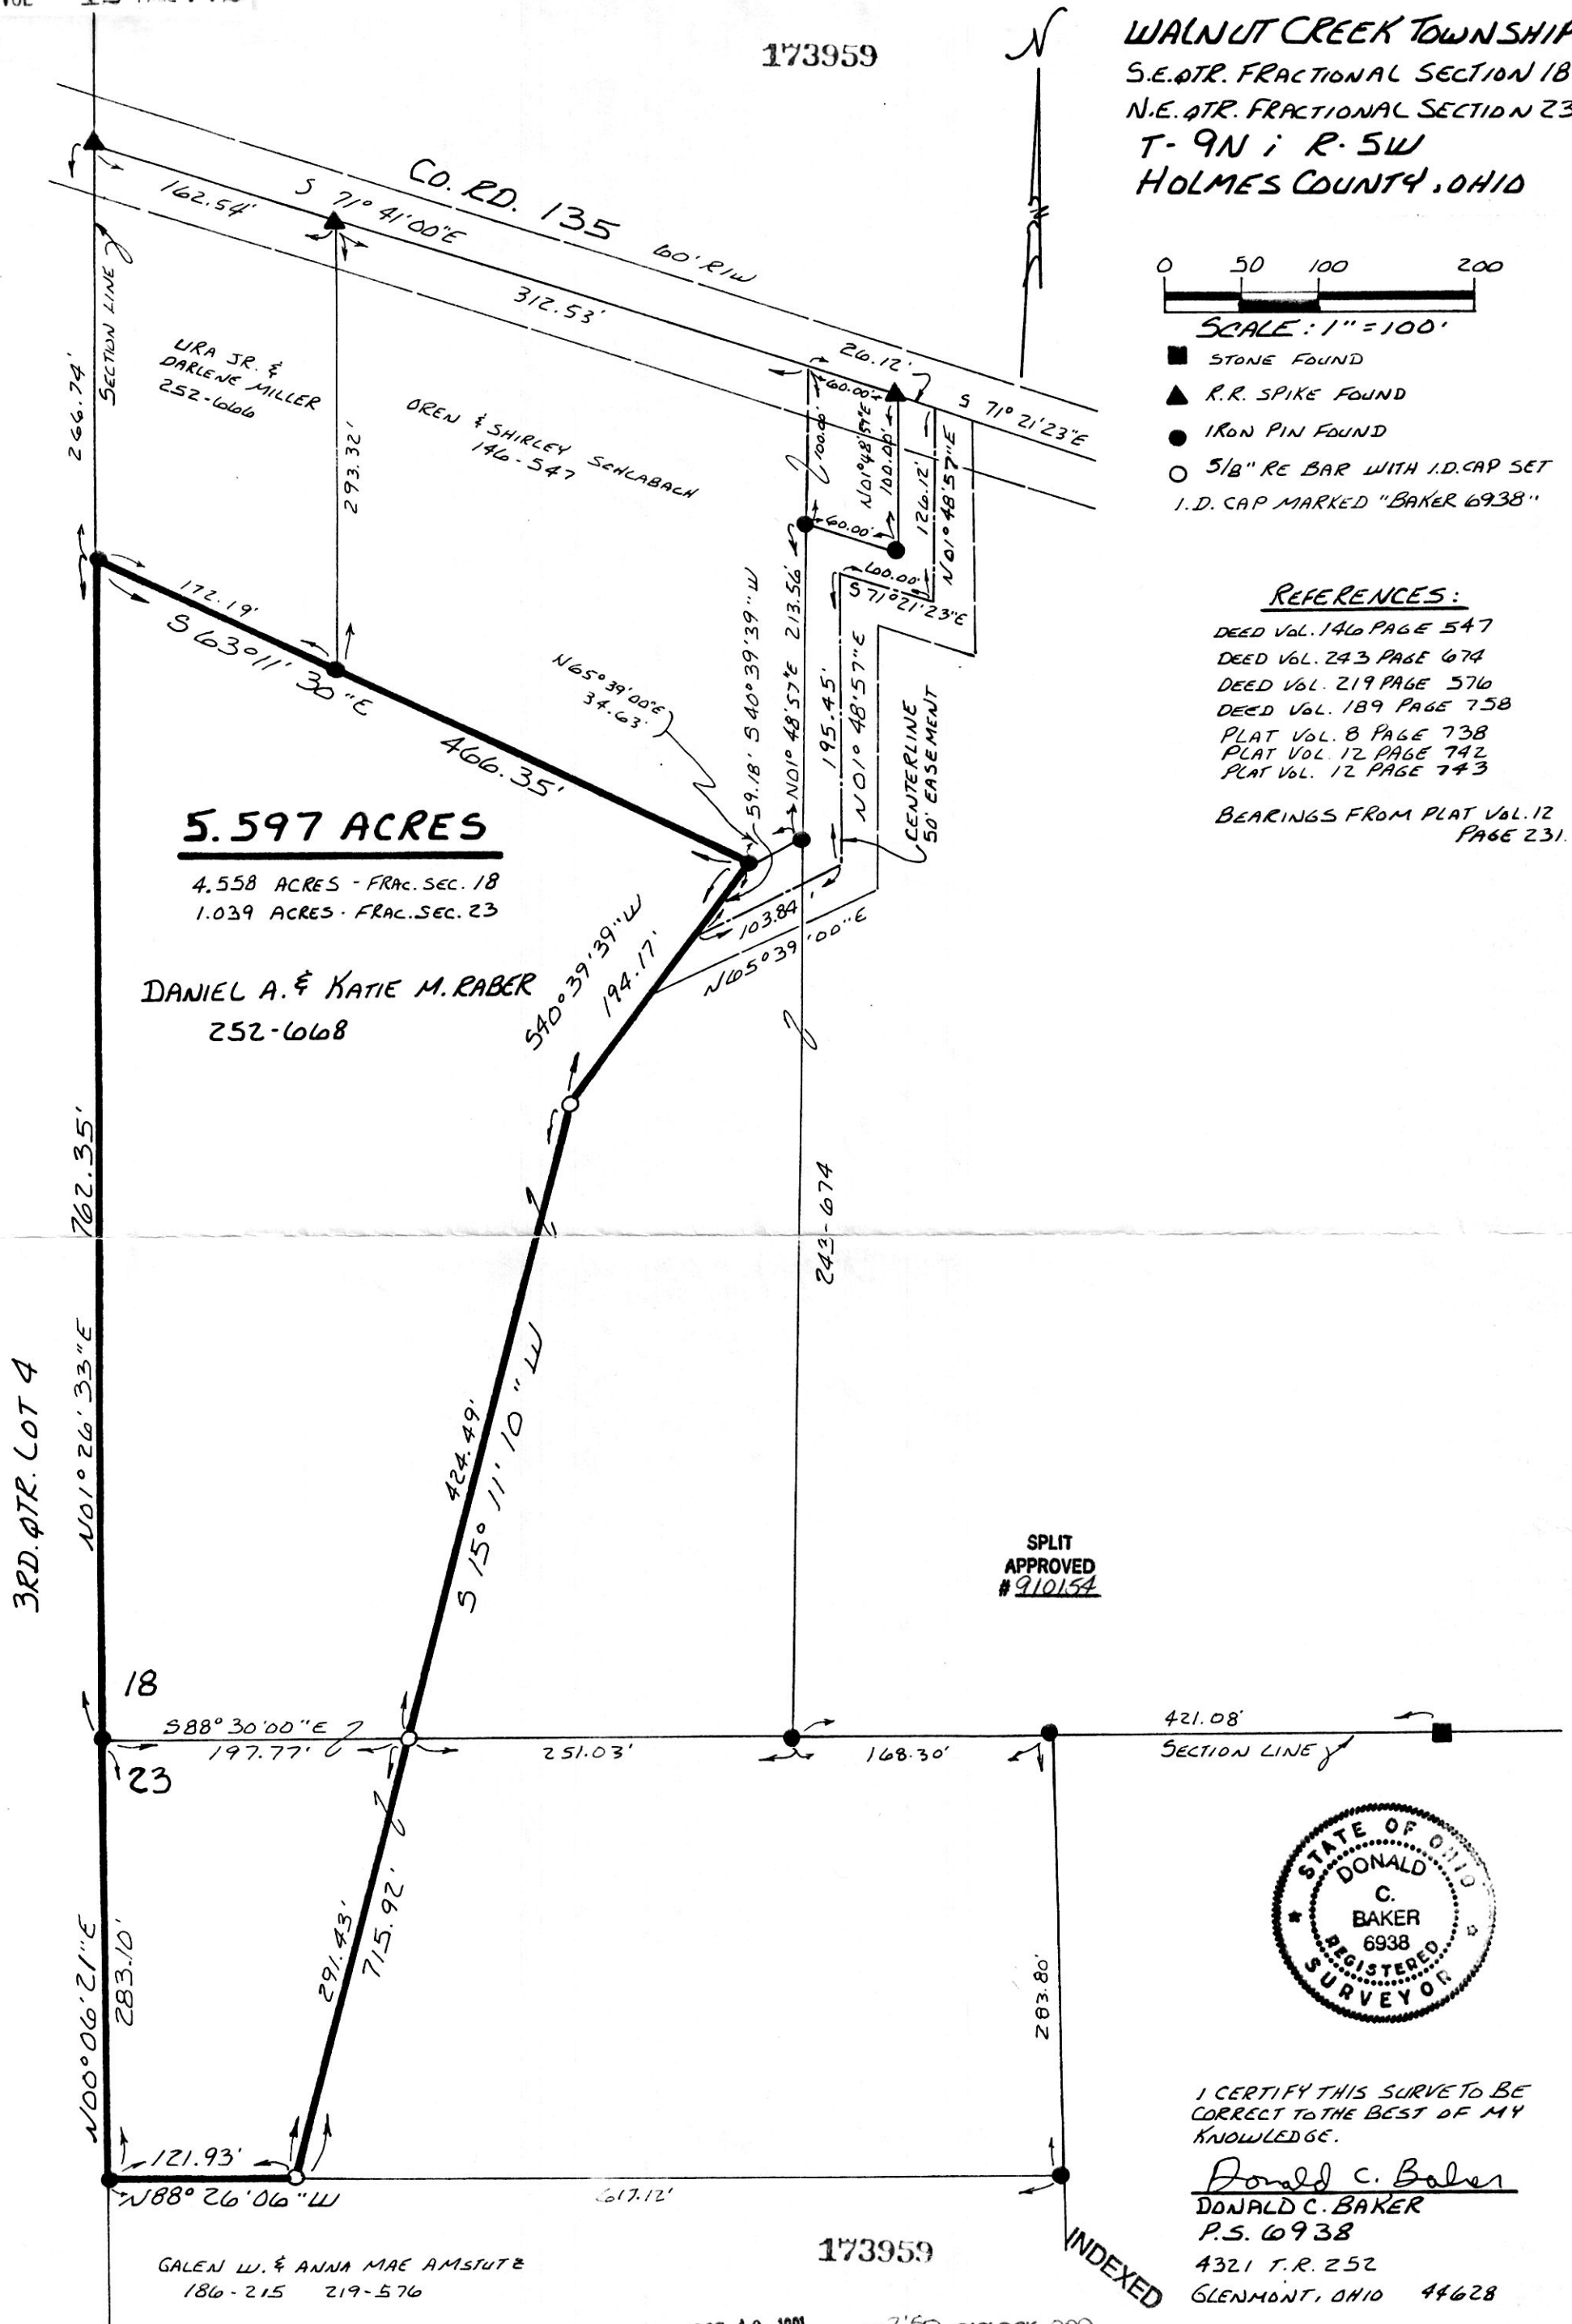 173959
N
WALNUT CREEK TOWNSHIP
S.E. QTR. FRACTIONAL SECTION 18
N.E. QTR. FRACTIONAL SECTION 23
T- 9N ; R- 5W
HOLMES COUNTY, OHIO
0 50 100 200
SCALE: 1" = 100'
STONE FOUND
R.R. SPIKE FOUND
IRON PIN FOUND
5/8" RE BAR WITH I.D. CAP SET
I.D. CAP MARKED "BAKER 6938"
REFERENCES:
DEED VOL. 146 PAGE 547
DEED VOL. 243 PAGE 674
DEED VOL. 219 PAGE 576
DEED VOL. 189 PAGE 758
PLAT VOL. 8 PAGE 738
PLAT VOL. 12 PAGE 742
PLAT VOL. 12 PAGE 743
BEARINGS FROM PLAT VOL. 12
PAGE 231.
CO. RD. 135
60' R/W
162.54'
S 71° 41' 00" E
312.53'
26.12'
S 71° 21' 23" E
SECTION LINE
266.74'
URA JR. &
DARLENE MILLER
252-666
293.32'
OREN & SHIRLEY SCHLABACH
146-547
60.00'
100.00'
N01° 48' 57" E
100.00'
60.00'
126.12'
N01° 48' 57" E
60.00'
S 71° 21' 23" E
172.19'
S 63° 11' 30" E
466.35'
N65° 39' 00" E
34.63'
59.18' S 40° 39' 39" W
N01° 48' 57" E 213.56'
195.45'
N01° 48' 57" E
CENTERLINE
50' EASEMENT
103.84'
N65° 39' 00" E
5.597 ACRES
4.558 ACRES - FRAC. SEC. 18
1.039 ACRES - FRAC. SEC. 23
DANIEL A. & KATIE M. RABER
252-668
S40° 39' 39" W
194.17'
762.35'
N01° 26' 33" E
3RD. QTR. LOT 4
243-674
424.49'
S 15° 11' 10" W
SPLIT
APPROVED
# 910154
18
S88° 30' 00" E
197.77'
251.03'
168.30'
421.08'
SECTION LINE
23
N00° 06' 21" E
283.10'
291.43'
715.92'
283.80'
121.93'
N88° 26' 06" W
617.12'
GALEN W. & ANNA MAE AMSTUTZ
186-215 219-576
STATE OF OHIO
DONALD
C.
BAKER
6938
REGISTERED
SURVEYOR
I CERTIFY THIS SURVE TO BE
CORRECT TO THE BEST OF MY
KNOWLEDGE.
Donald C. Baker
DONALD C. BAKER
P.S. 6938
4321 T.R. 252
GLENMONT, OHIO 44628
173959
INDEXED